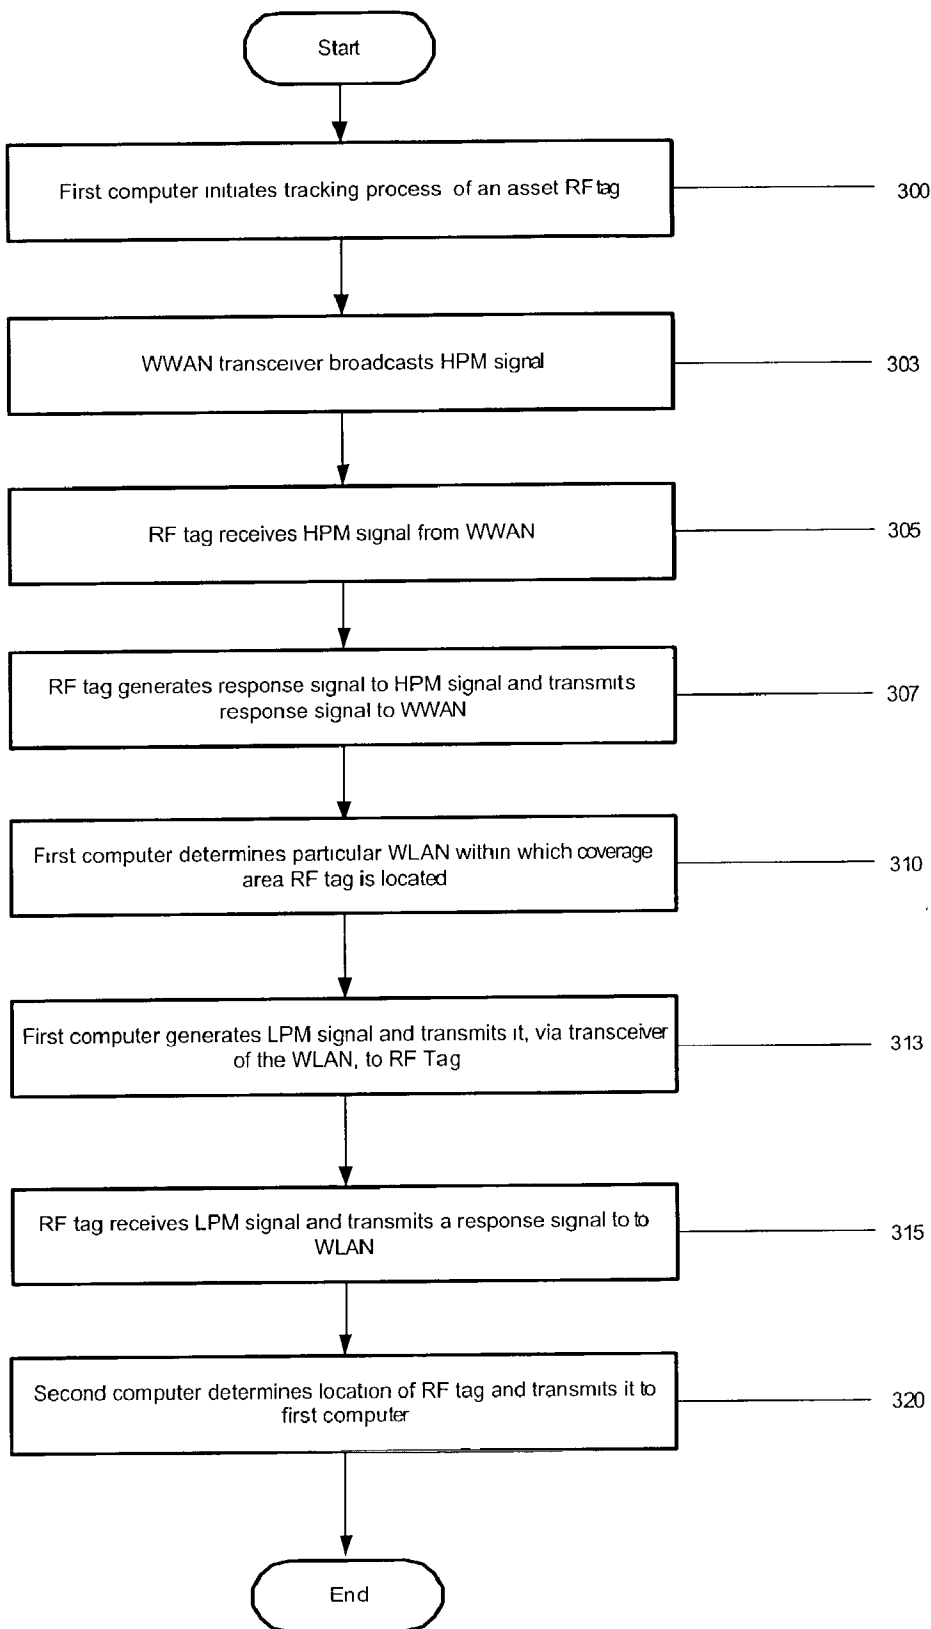 Start
First computer initiates tracking process of an asset RF tag
300
WWAN transceiver broadcasts HPM signal
303
RF tag receives HPM signal from WWAN
305
RF tag generates response signal to HPM signal and transmits
response signal to WWAN
307
First computer determines particular WLAN within which coverage
area RF tag is located
310
First computer generates LPM signal and transmits it, via transceiver
of the WLAN, to RF Tag
313
RF tag receives LPM signal and transmits a response signal to to
WLAN
315
Second computer determines location of RF tag and transmits it to
first computer
320
End